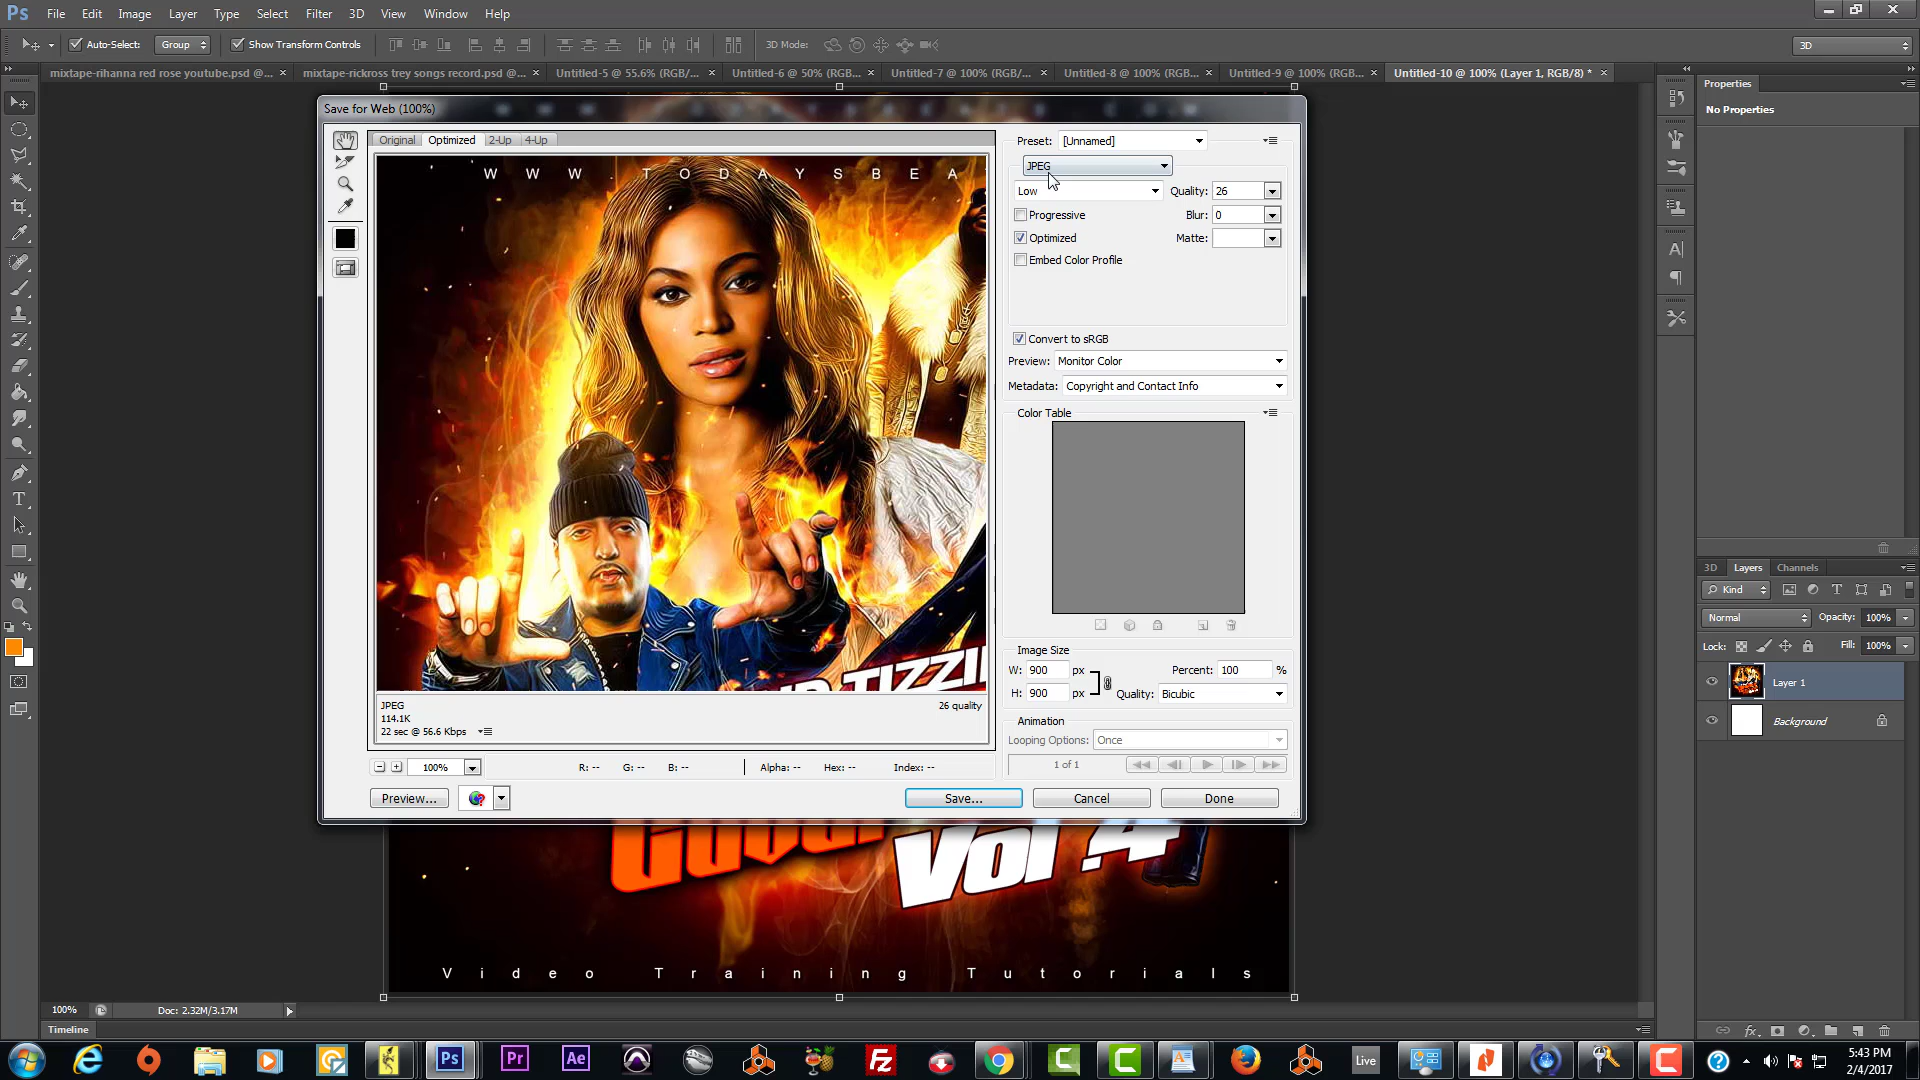 Ps File Edit Image Layer Type Select Filter 3D View Window Help
Auto-Select: Group Show Transform Controls 3D Mode: 3D
mixtape-rihanna red rose youtube.psd @... mixtape-rickross trey songs record.psd @... Untitled-5 @ 55.6% (RGB/... Untitled-6 @ 50% (RGB... Untitled-7 @ 100% (RGB/... Untitled-8 @ 100% (RGB... Untitled-9 @ 100% (RGB... Untitled-10 @ 100% (Layer 1, RGB/8) *
Save for Web (100%)
Original Optimized 2-Up 4-Up
W W W . T O D A Y S B E A
JPEG
114.1K
22 sec @ 56.6 Kbps
26 quality
100% R: -- G: -- B: -- Alpha: -- Hex: -- Index: --
Preview... Save... Cancel Done
Preset: [Unnamed]
JPEG
Low Quality: 26
Progressive Blur: 0
Optimized Matte:
Embed Color Profile
Convert to sRGB
Preview: Monitor Color
Metadata: Copyright and Contact Info
Color Table
Image Size
W: 900 px Percent: 100 %
H: 900 px Quality: Bicubic
Animation
Looping Options: Once
1 of 1
Vol .4
V i d e o T r a i n i n g T u t o r i a l s
Properties
No Properties
3D Layers Channels
Kind
Normal Opacity: 100%
Lock: Fill: 100%
Layer 1
Background
100% Doc: 2.32M/3.17M
Timeline
Ps Pr Ae Fz Live
5:43 PM
2/4/2017